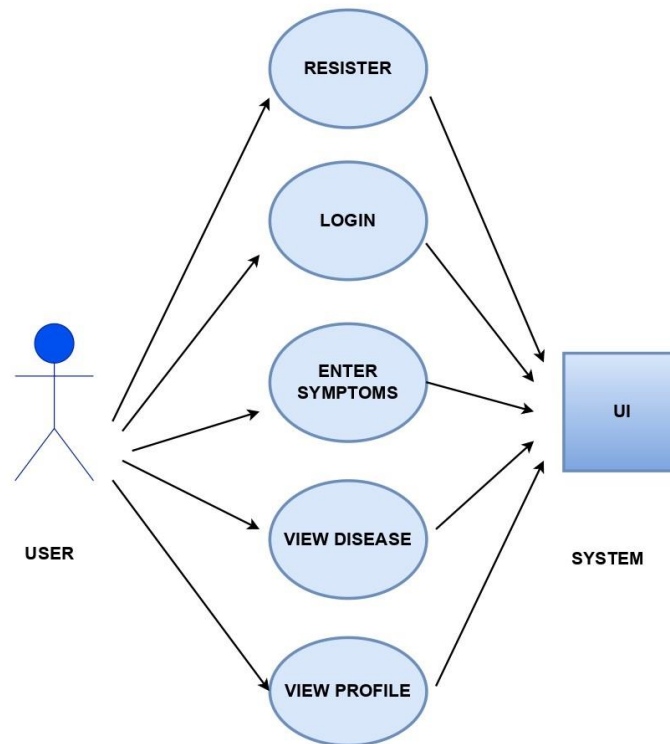 RESISTER
LOGIN
ENTER
SYMPTOMS
UI
VIEW DISEASE
USER
SYSTEM
VIEW PROFILE